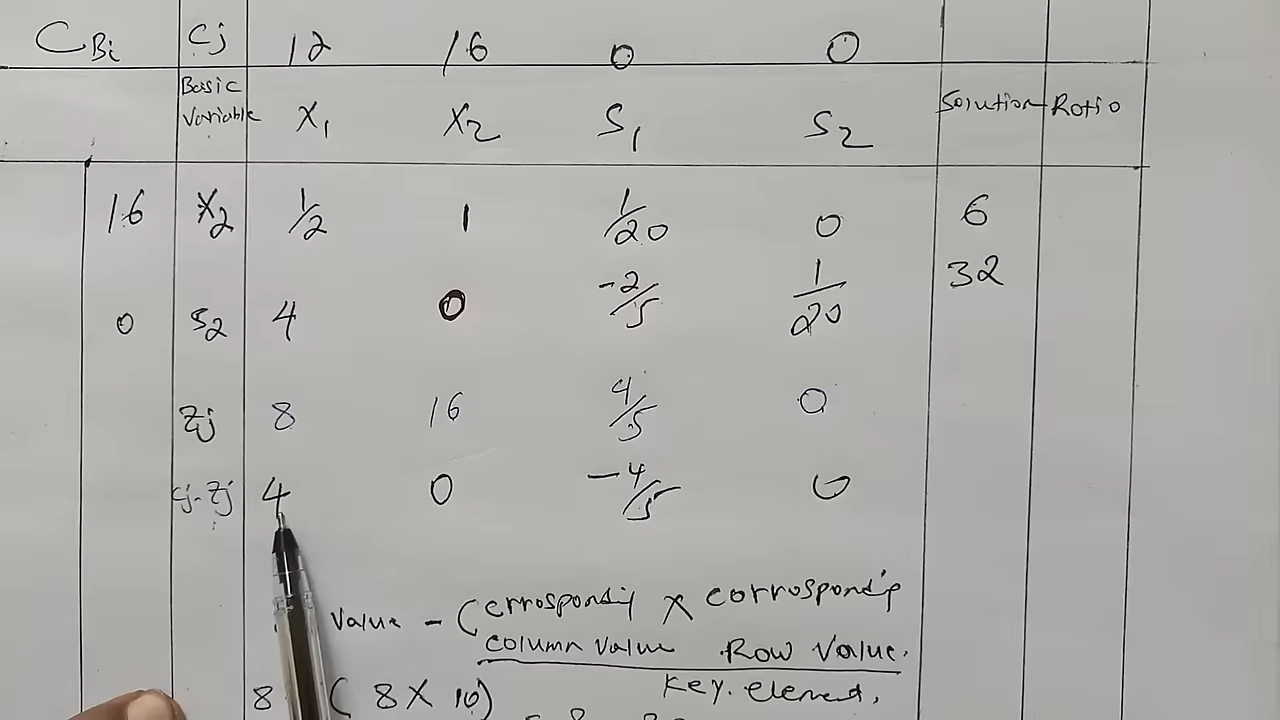 CBi Cj 12 16 0 0
Basic Variable X1 X2 S1 S2 Solution Ratio
16 X2 1/2 1 1/20 0 6
0 S2 4 0 -2/5 1/20 32
Zj 8 16 4/5 0
Cj-Zj 4 0 -4/5 0
Value - (Corresponding column value X corresponding Row value.
Key. element.
8 ( 8 X 10)